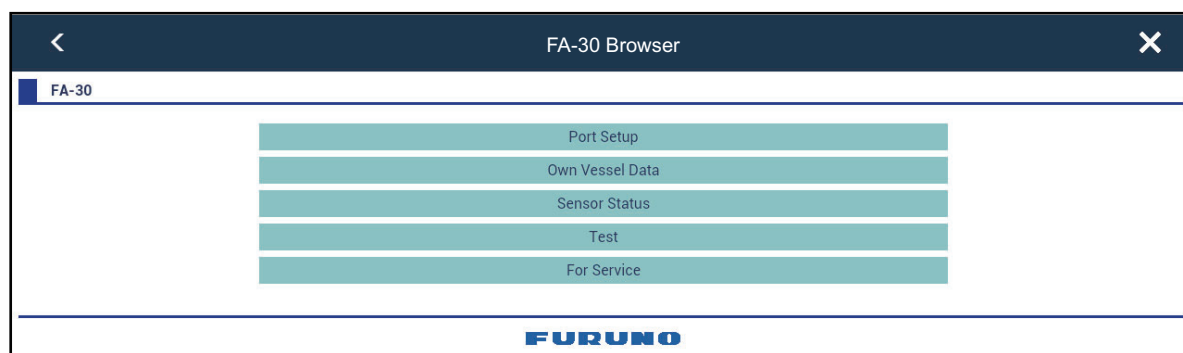 FA-30 Browser
FA-30
Port Setup
Own Vessel Data
Sensor Status
Test
For Service
FURUNO